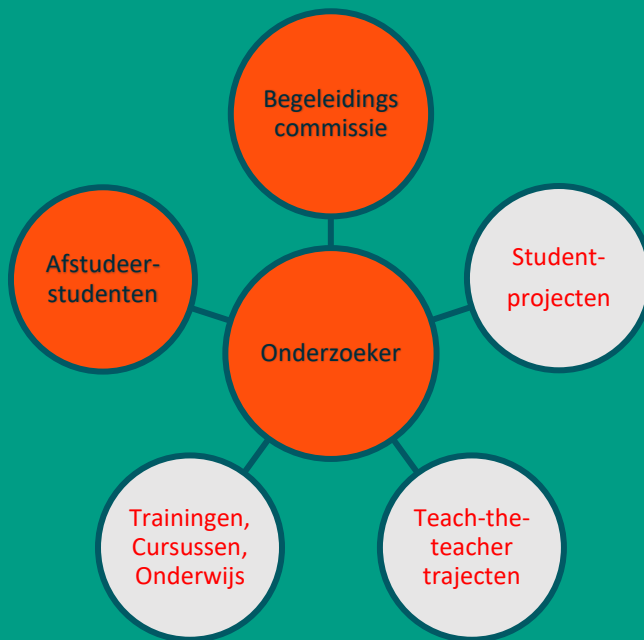 Begeleidings
commissie
Afstudeer-
studenten
Student-
projecten
Onderzoeker
Trainingen,
Cursussen,
Onderwijs
Teach-the-
teacher
trajecten